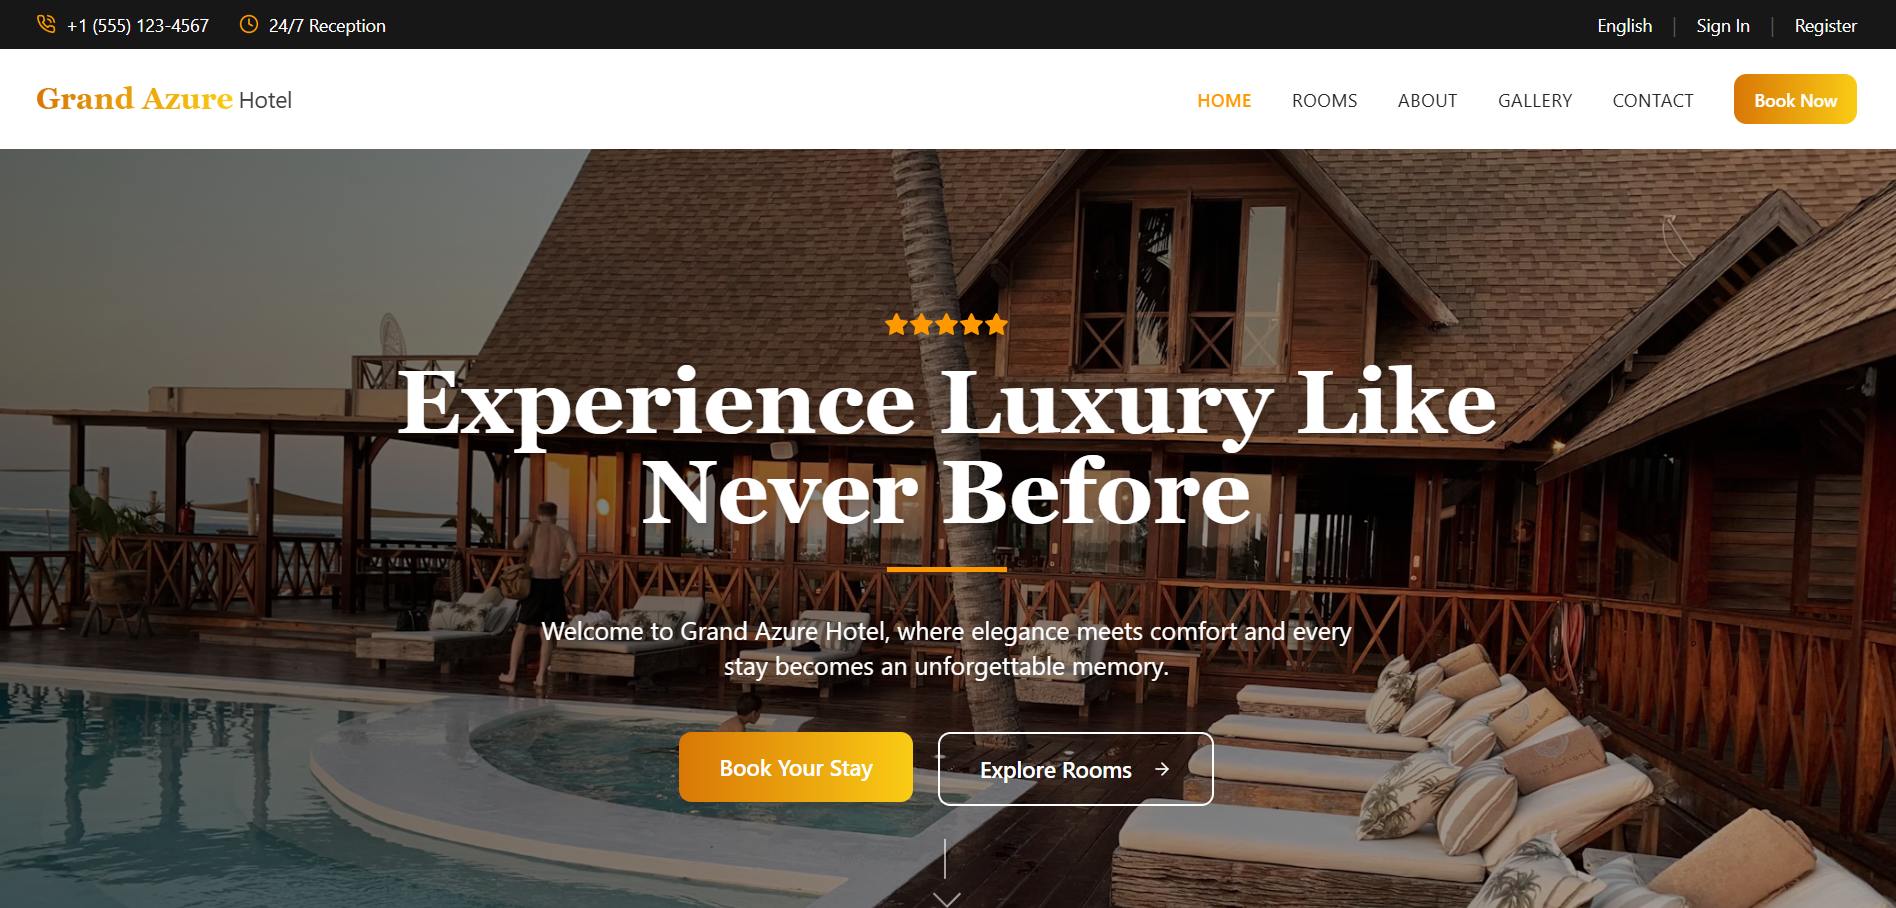 +1 (555) 123-4567
24/7 Reception
English
Sign In
Register
Grand Azure Hotel
HOME
ROOMS
ABOUT
GALLERY
CONTACT
Book Now
Experience Luxury Like
Never Before
Welcome to Grand Azure Hotel, where elegance meets comfort and every
stay becomes an unforgettable memory.
Book Your Stay
Explore Rooms